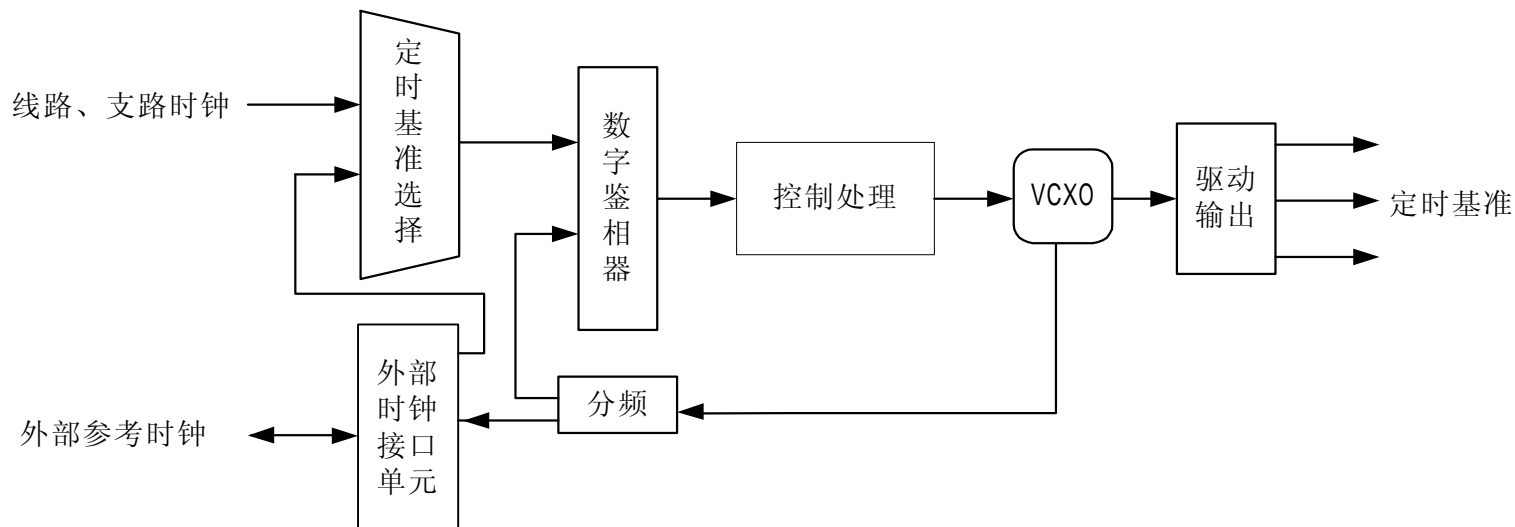 线路、支路时钟
定
时
基
准
选
择
数
字
鉴
相
器
控制处理
VCXO
驱动
输出
定时基准
外部参考时钟
外部
时钟
接口
单元
分频